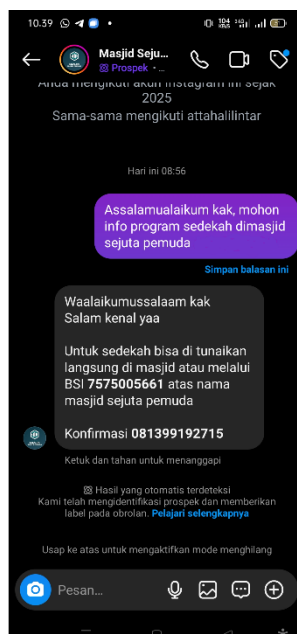 10.39
104
Masjid Seju...
Prospek • ...
Anda mengikuti akun Instagram ini sejak
2025
Sama-sama mengikuti attahalilintar
Hari ini 08:56
Assalamualaikum kak, mohon
info program sedekah dimasjid
sejuta pemuda
Simpan balasan ini
Waalaikumussalaam kak
Salam kenal yaa
Untuk sedekah bisa di tunaikan
langsung di masjid atau melalui
BSI 7575005661 atas nama
masjid sejuta pemuda
Konfirmasi 081399192715
Ketuk dan tahan untuk menanggapi
Hasil yang otomatis terdeteksi
Kami telah mengidentifikasi prospek dan memberikan
label pada obrolan. Pelajari selengkapnya
Usap ke atas untuk mengaktifkan mode menghilang
Pesan...